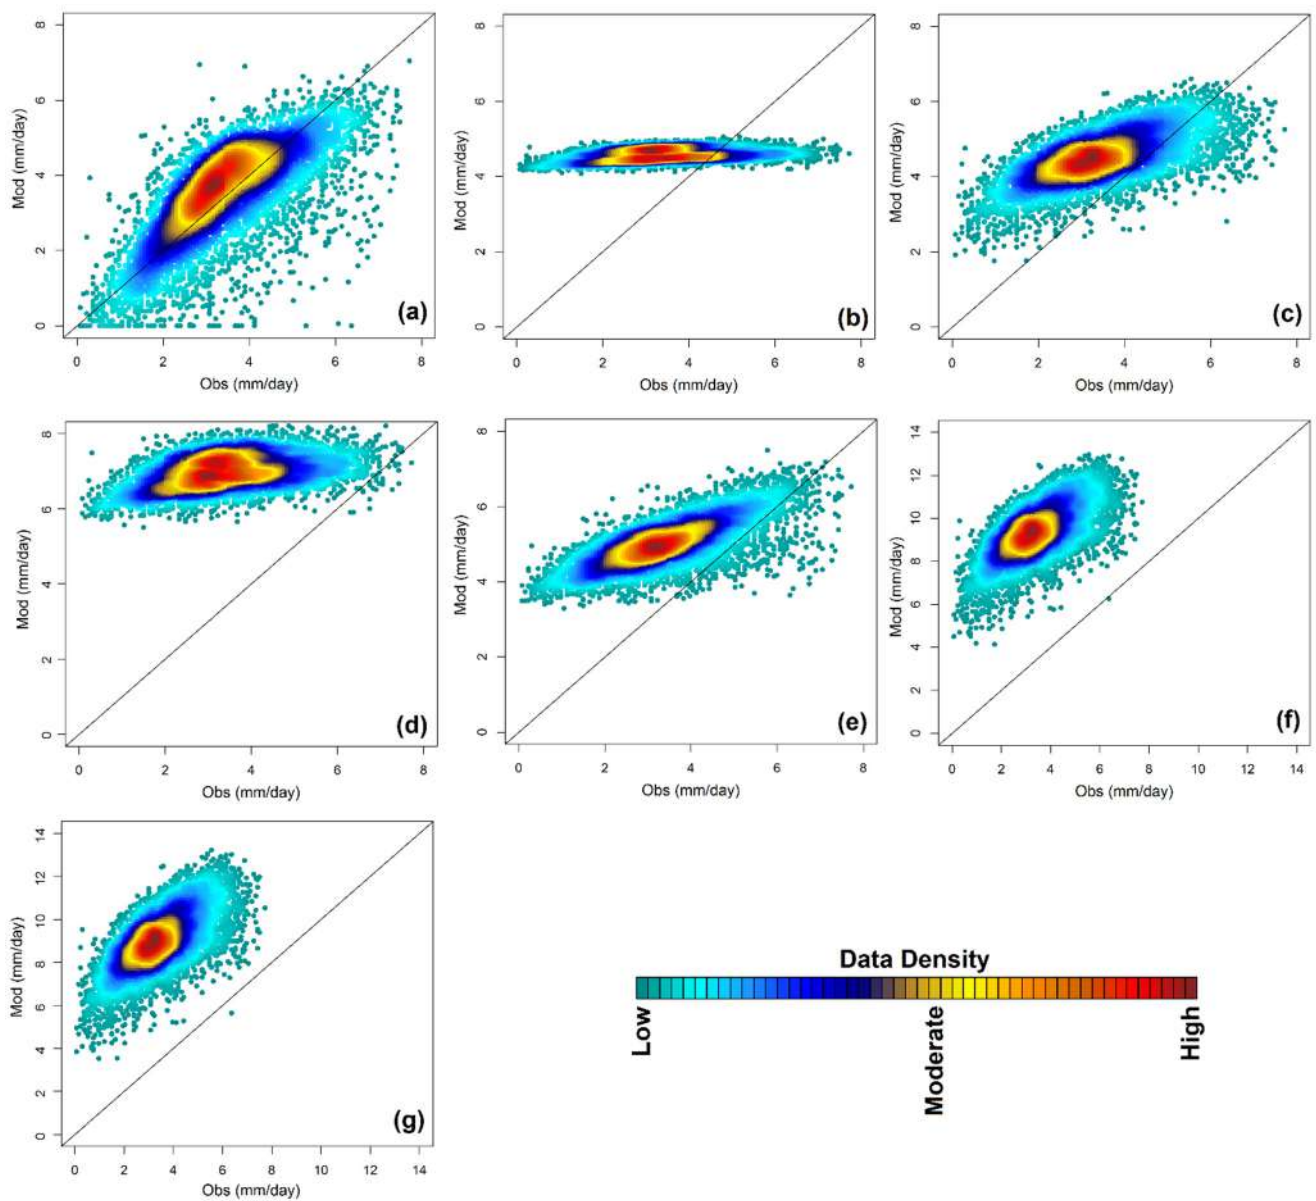 8
6
4
2
0
Mod (mm/day)
(a)
0 2 4 6 8
Obs (mm/day)
8
6
4
2
0
Mod (mm/day)
(b)
0 2 4 6 8
Obs (mm/day)
8
6
4
2
0
Mod (mm/day)
(c)
0 2 4 6 8
Obs (mm/day)
8
6
4
2
0
Mod (mm/day)
(d)
0 2 4 6 8
Obs (mm/day)
8
6
4
2
0
Mod (mm/day)
(e)
0 2 4 6 8
Obs (mm/day)
14
12
10
8
6
4
2
0
Mod (mm/day)
(f)
0 2 4 6 8 10 12 14
Obs (mm/day)
14
12
10
8
6
4
2
0
Mod (mm/day)
(g)
0 2 4 6 8 10 12 14
Obs (mm/day)
Data Density
Low
Moderate
High